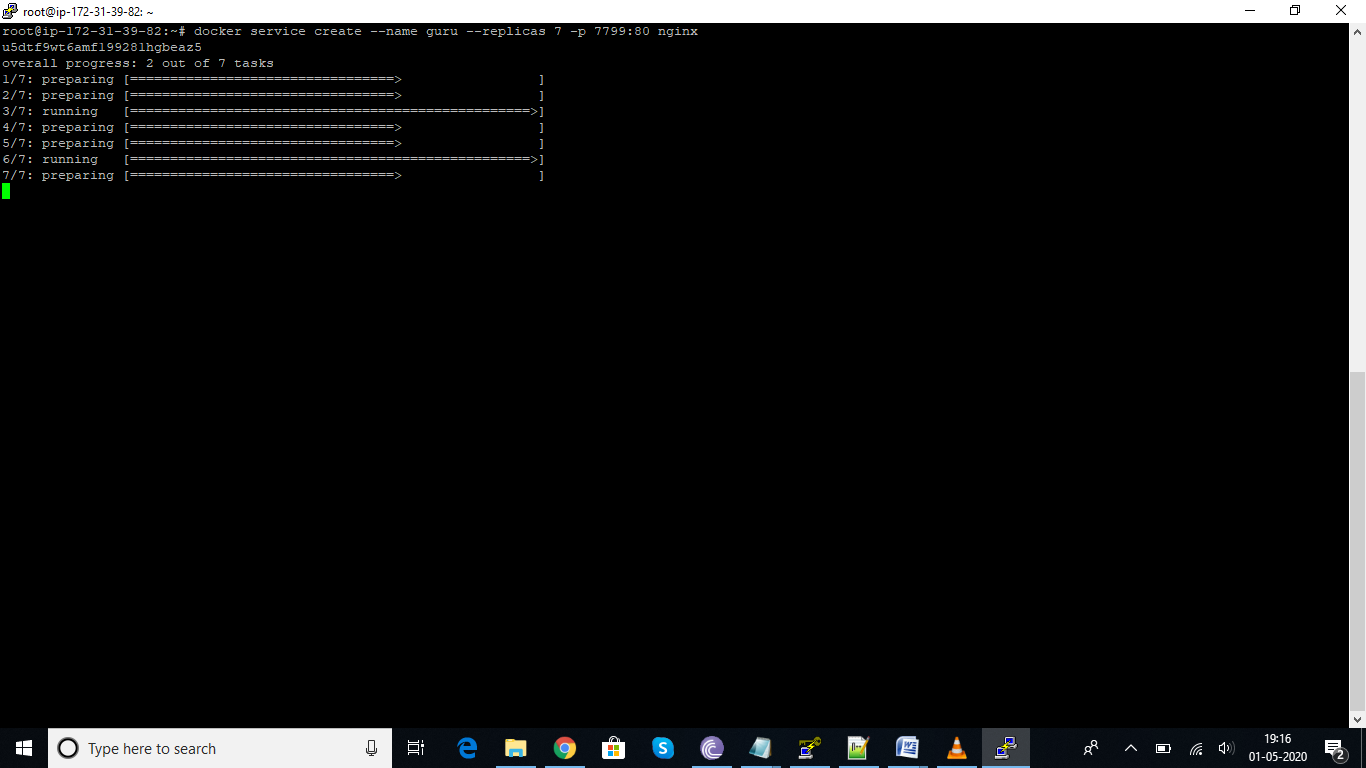 root@ip-172-31-39-82: ~
root@ip-172-31-39-82:~# docker service create --name guru --replicas 7 -p 7799:80 nginx
u5dtf9wt6amfl99281hgbeaz5
overall progress: 2 out of 7 tasks
1/7: preparing [=================================>                 ]
2/7: preparing [=================================>                 ]
3/7: running   [==================================================>]
4/7: preparing [=================================>                 ]
5/7: preparing [=================================>                 ]
6/7: running   [==================================================>]
7/7: preparing [=================================>                 ]
Type here to search
19:16
01-05-2020
2